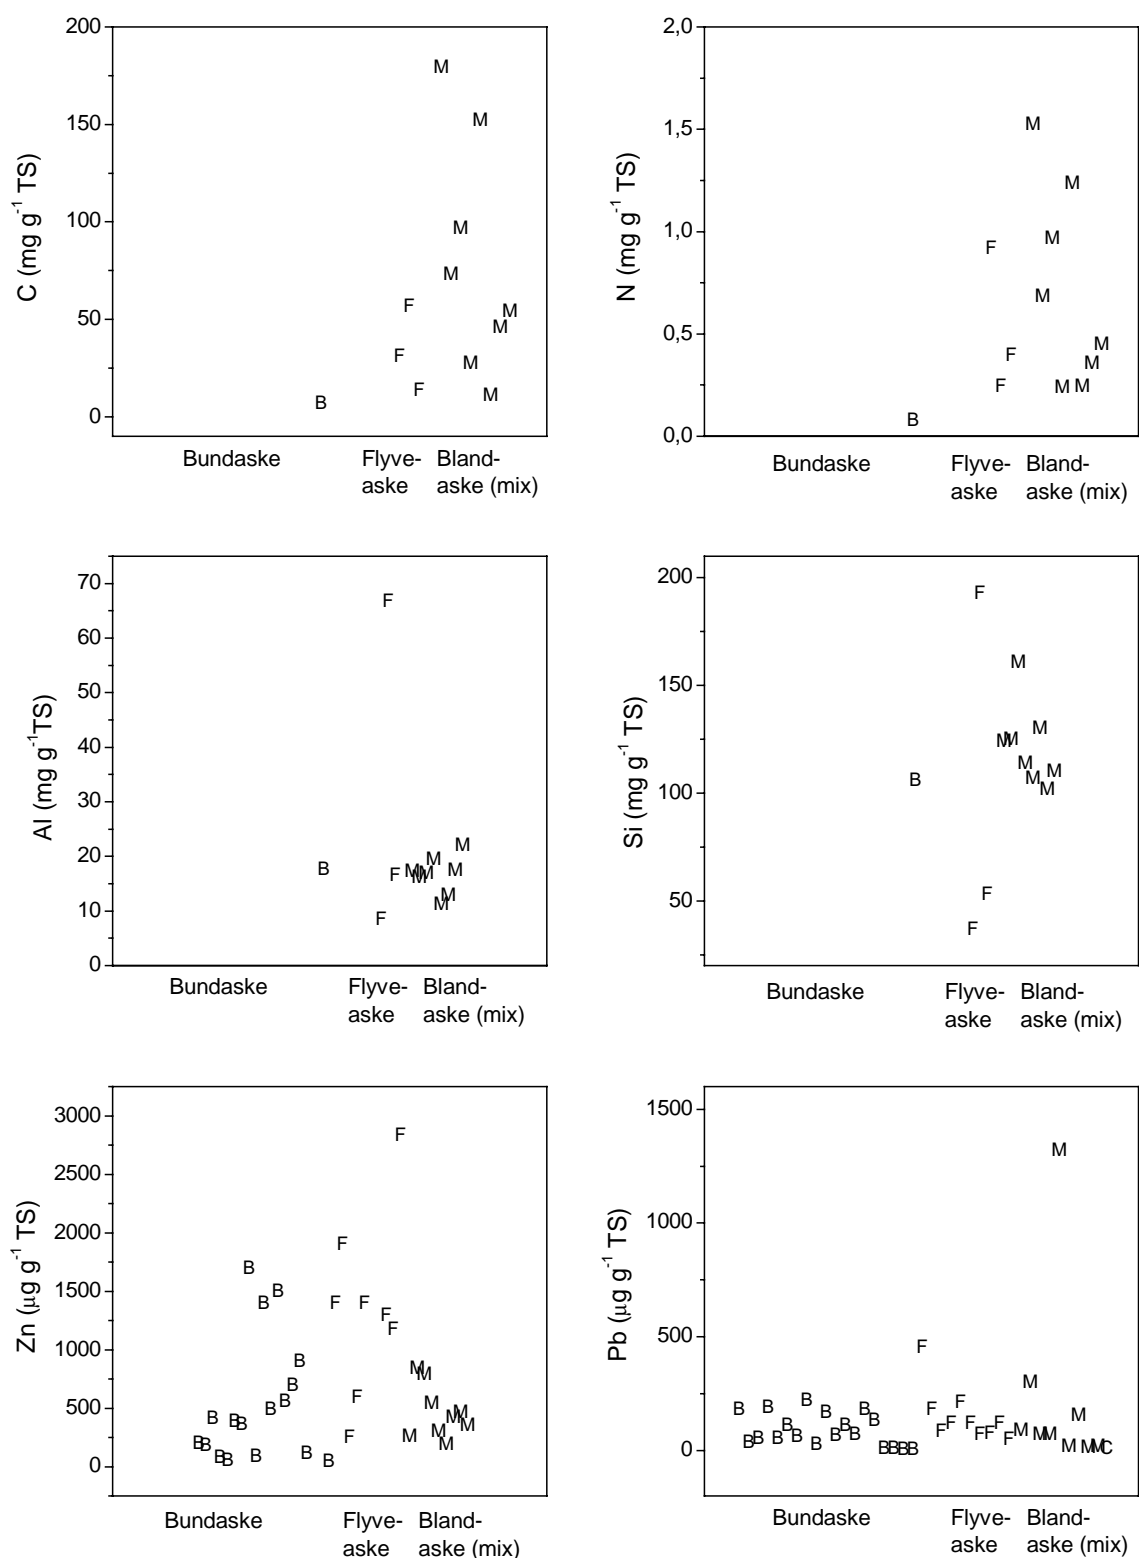 C (mg g⁻¹ TS)
200
150
100
50
0
M
M
M
M
F
M
M
F
M
F
M
B
Bundaske
Flyve-
aske
Bland-
aske (mix)
N (mg g⁻¹ TS)
2,0
1,5
1,0
0,5
0,0
M
M
M
F
M
M
F
M
F M M
B
Bundaske
Flyve-
aske
Bland-
aske (mix)
Al (mg g⁻¹TS)
70
60
50
40
30
20
10
0
F
M
M
B F M M M M
M
F M
Bundaske
Flyve-
aske
Bland-
aske (mix)
Si (mg g⁻¹ TS)
200
150
100
50
F
M
M
M M
M
M
B M
M
F
F
Bundaske
Flyve-
aske
Bland-
aske (mix)
Zn (µg g⁻¹ TS)
3000
2500
2000
1500
1000
500
0
F
F
B
B
B F F F
F
B M M
B F
B M
B B B B M M M
B B M M
B B B B B F M
Bundaske
Flyve-
aske
Bland-
aske (mix)
Pb (µg g⁻¹ TS)
1500
1000
500
0
M
F
M
B B B B B F F M
B B B B B B B B B B B B B B F F F F F F F M M M M M M C
Bundaske
Flyve-
aske
Bland-
aske (mix)